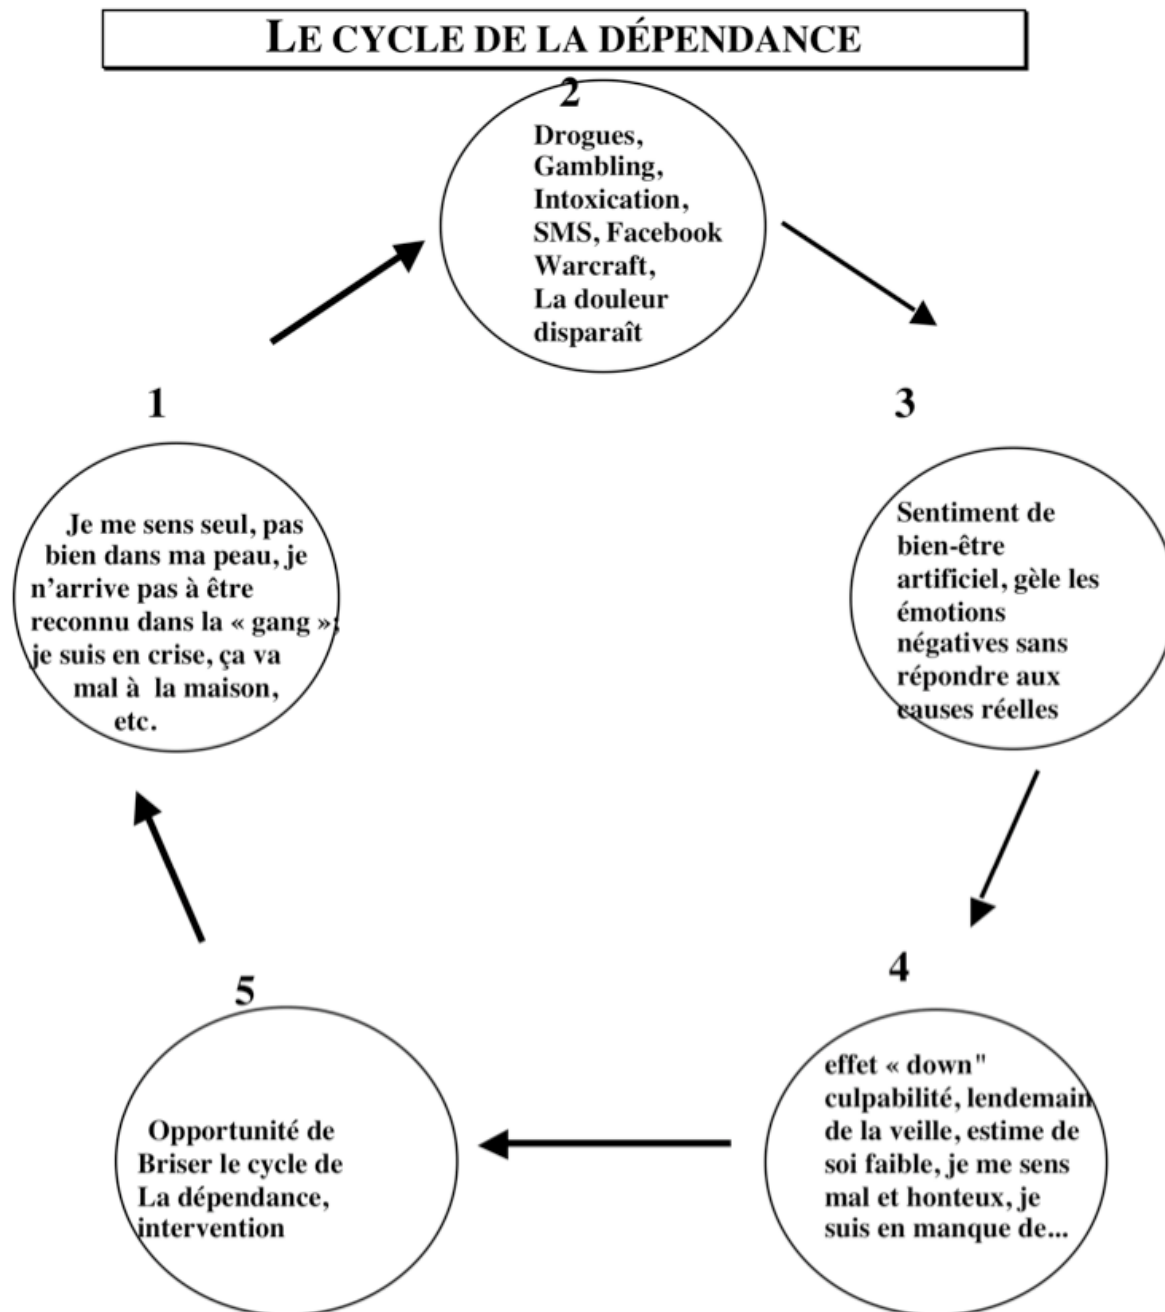 LE CYCLE DE LA DÉPENDANCE
2
Drogues,
Gambling,
Intoxication,
SMS, Facebook
Warcraft,
La douleur
disparaît
1
Je me sens seul, pas
bien dans ma peau, je
n’arrive pas à être
reconnu dans la « gang »;
je suis en crise, ça va
mal à la maison,
etc.
3
Sentiment de
bien-être
artificiel, gèle les
émotions
négatives sans
répondre aux
causes réelles
4
effet « down"
culpabilité, lendemain
de la veille, estime de
soi faible, je me sens
mal et honteux, je
suis en manque de...
5
Opportunité de
Briser le cycle de
La dépendance,
intervention